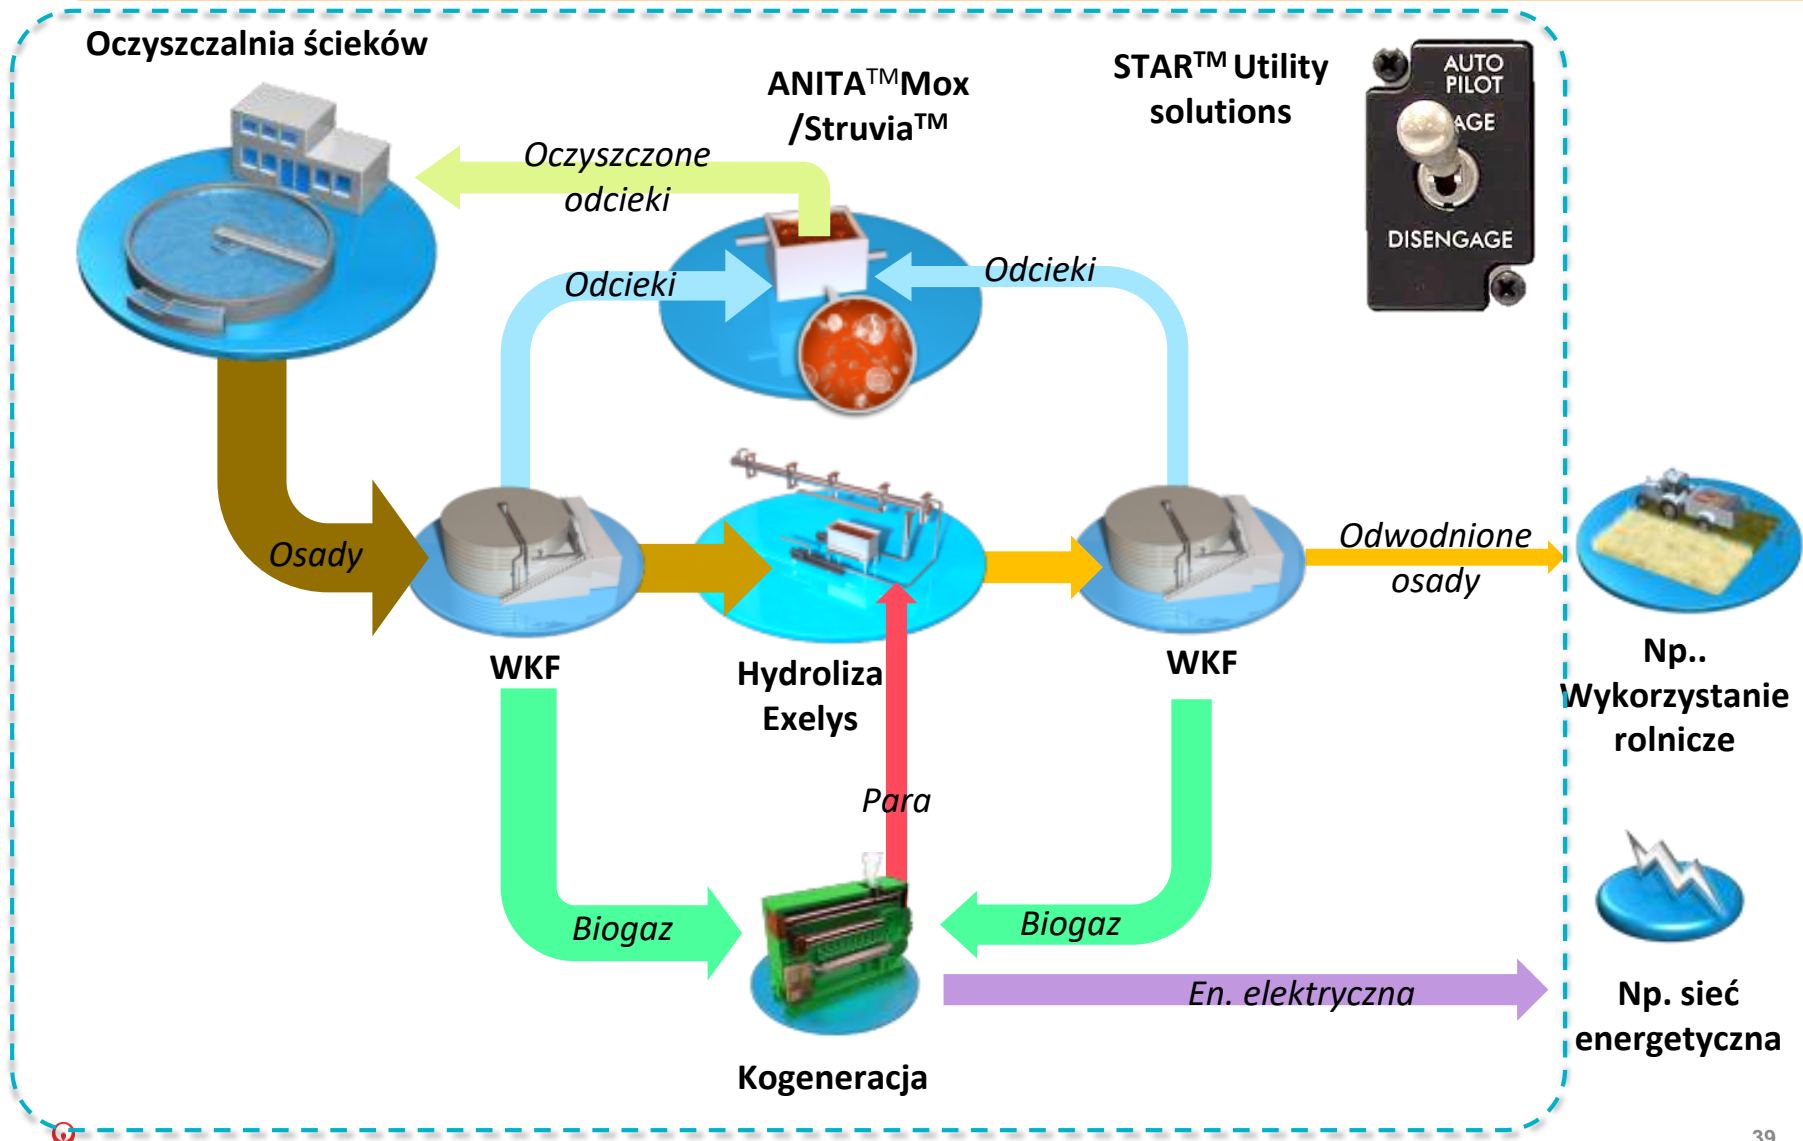 Oczyszczalnia ścieków
ANITA™Mox
/Struvia™
STAR™ Utility
solutions
AUTO
PILOT
AGE
DISENGAGE
Oczyszczone
odcieki
Odcieki
Odcieki
Osady
WKF
Hydroliza
Exelys
WKF
Odwodnione
osady
Np..
Wykorzystanie
rolnicze
Para
Biogaz
Biogaz
En. elektryczna
Np. sieć
energetyczna
Kogeneracja
39